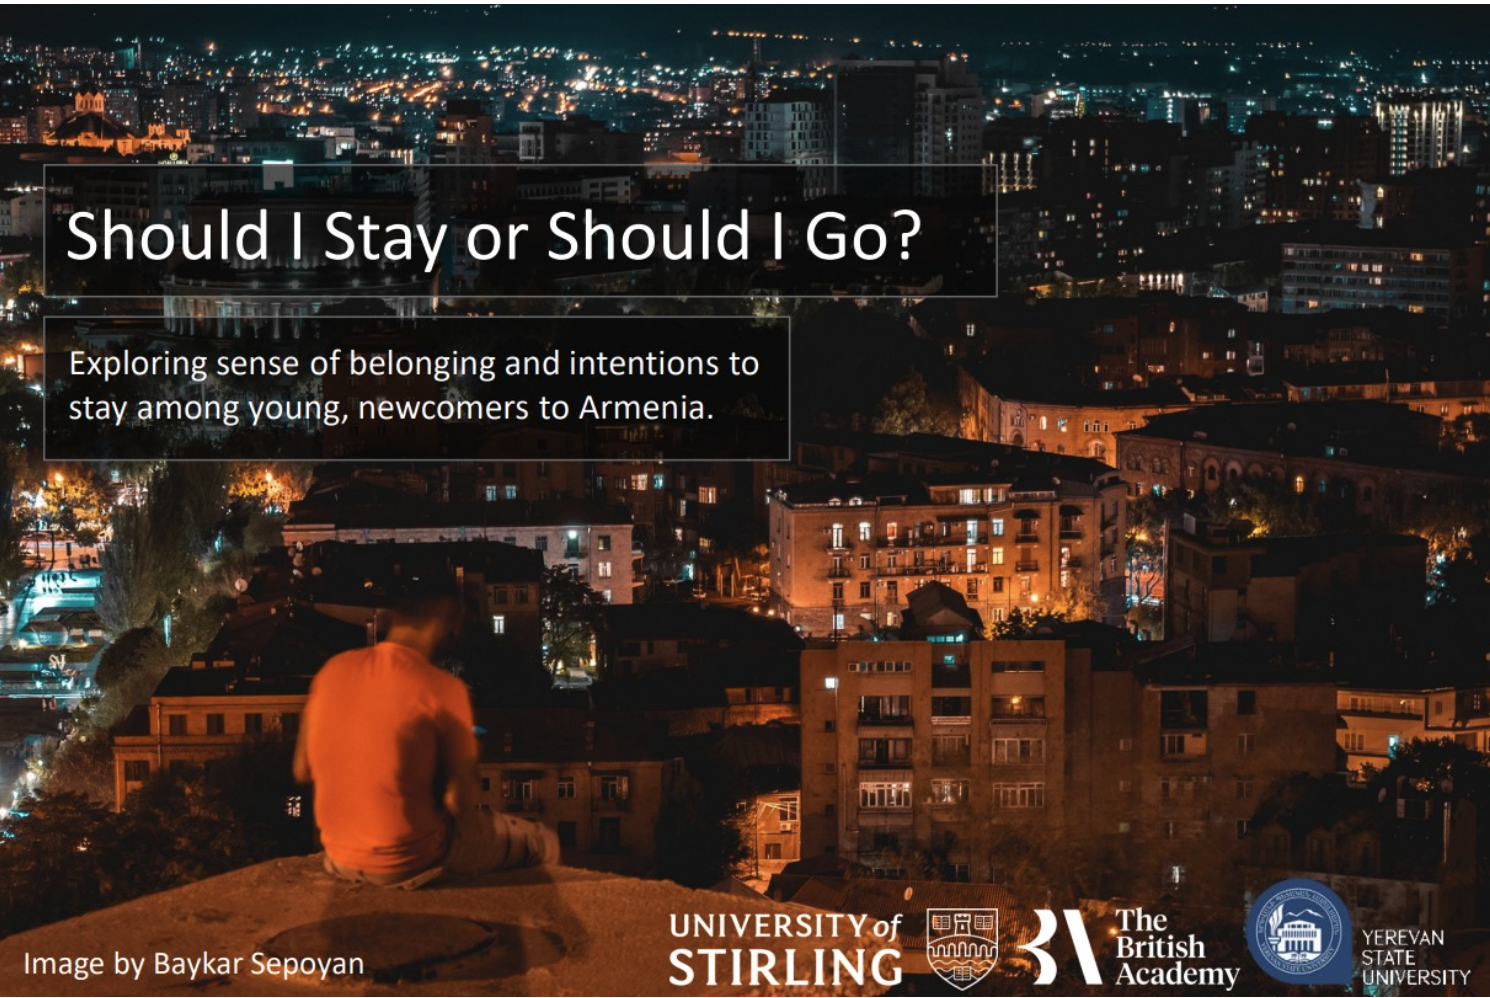 Should I Stay or Should I Go?
Exploring sense of belonging and intentions to
stay among young, newcomers to Armenia.
Image by Baykar Sepoyan
UNIVERSITY of
STIRLING
The
British
Academy
YEREVAN
STATE
UNIVERSITY